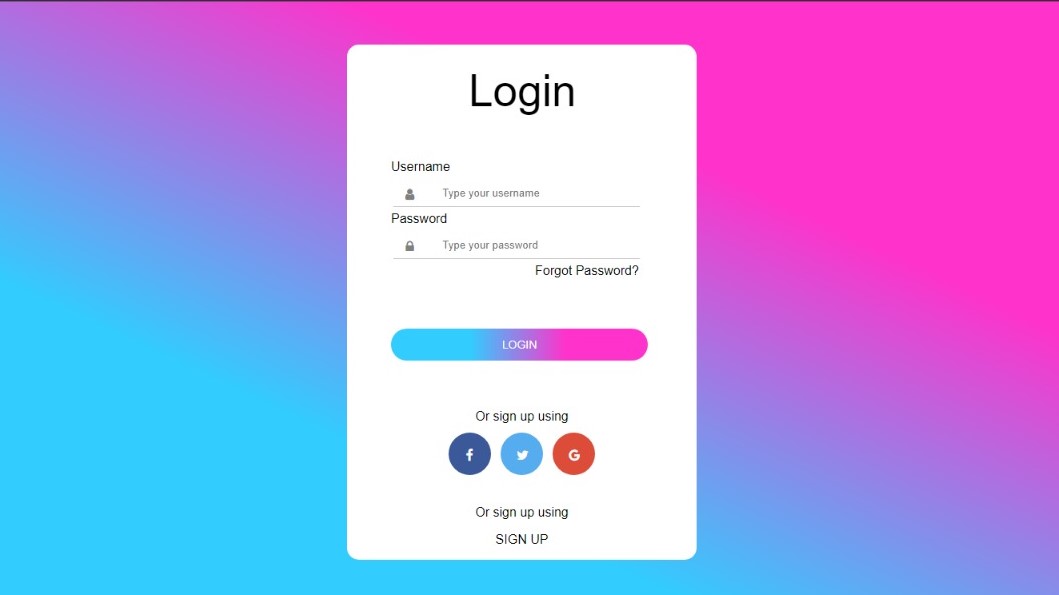 Login
Username
Type your username
Password
Type your password
Forgot Password?
LOGIN
Or sign up using
Or sign up using
SIGN UP